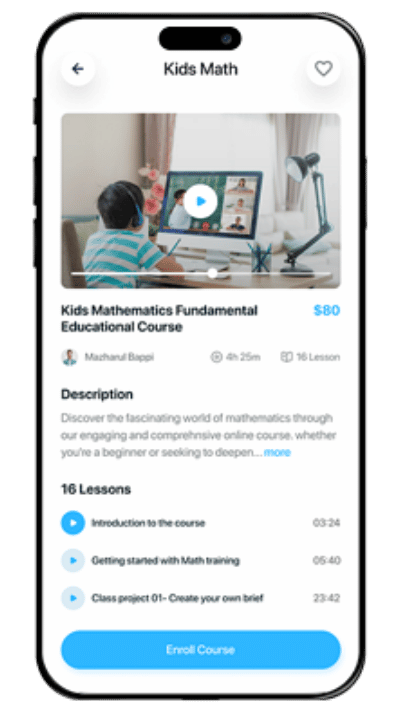 Kids Math
Kids Mathematics Fundamental
Educational Course
$80
Mazharul Bappi
4h 25m
16 Lesson
Description
Discover the fascinating world of mathematics through
our engaging and comprehnsive online course. whether
you're a beginner or seeking to deepen... more
16 Lessons
Introduction to the course 03:24
Getting started with Math training 05:40
Class project 01- Create your own brief 23:42
Enroll Course